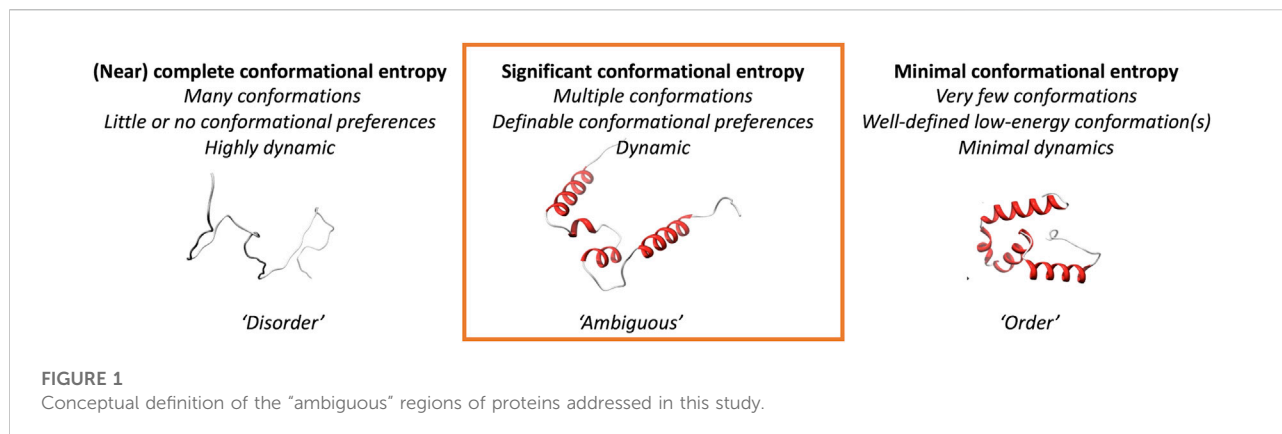 (Near) complete conformational entropy
Many conformations
Little or no conformational preferences
Highly dynamic
‘Disorder’
Significant conformational entropy
Multiple conformations
Definable conformational preferences
Dynamic
‘Ambiguous’
Minimal conformational entropy
Very few conformations
Well-defined low-energy conformation(s)
Minimal dynamics
‘Order’
FIGURE 1
Conceptual definition of the “ambiguous” regions of proteins addressed in this study.